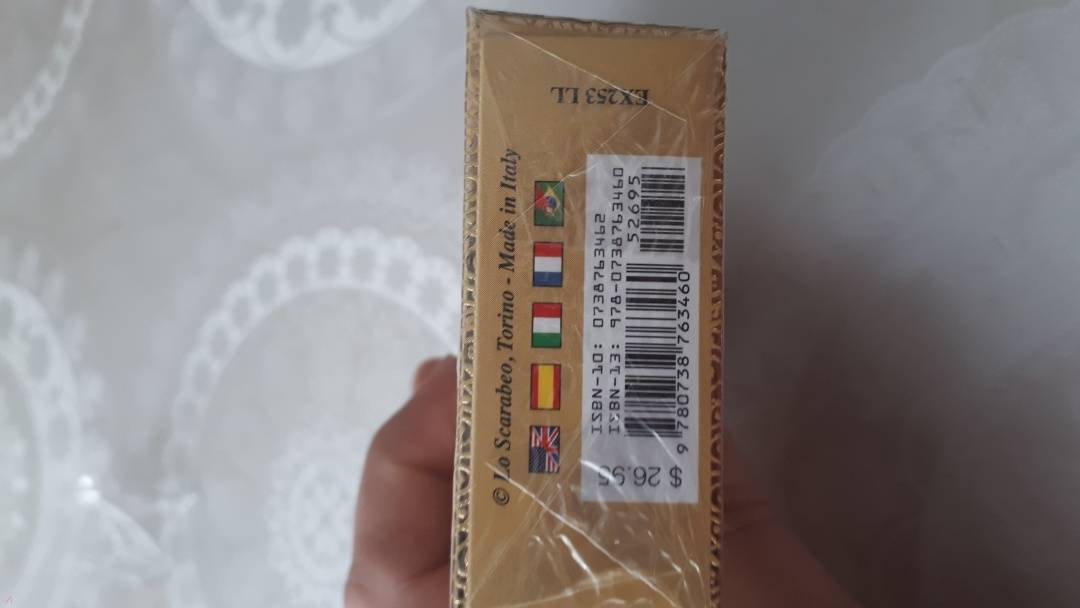 EX253 LL
© Lo Scarabeo, Torino - Made in Italy
ISBN-10: 0738763462
ISBN-13: 978-0738763460
52695
9 780738 763460
$ 26.95